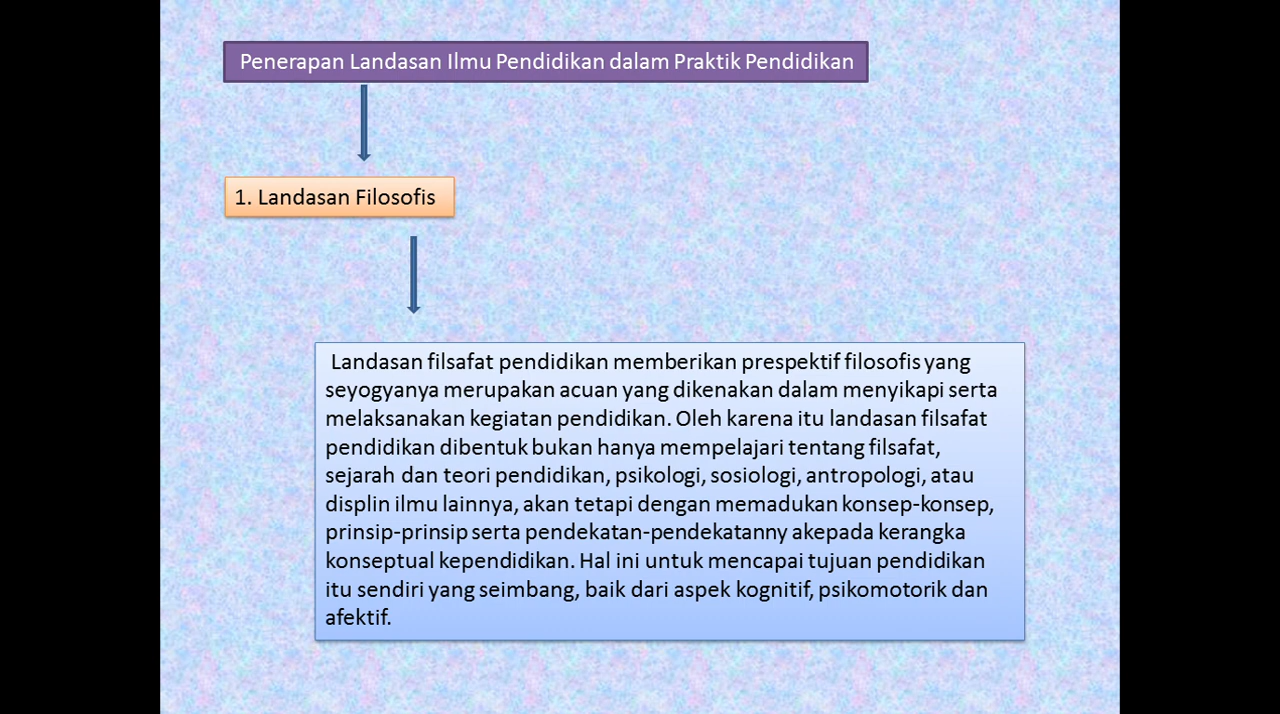 Penerapan Landasan Ilmu Pendidikan dalam Praktik Pendidikan
1. Landasan Filosofis
Landasan filsafat pendidikan memberikan prespektif filosofis yang
seyogyanya merupakan acuan yang dikenakan dalam menyikapi serta
melaksanakan kegiatan pendidikan. Oleh karena itu landasan filsafat
pendidikan dibentuk bukan hanya mempelajari tentang filsafat,
sejarah dan teori pendidikan, psikologi, sosiologi, antropologi, atau
displin ilmu lainnya, akan tetapi dengan memadukan konsep-konsep,
prinsip-prinsip serta pendekatan-pendekatanny akepada kerangka
konseptual kependidikan. Hal ini untuk mencapai tujuan pendidikan
itu sendiri yang seimbang, baik dari aspek kognitif, psikomotorik dan
afektif.